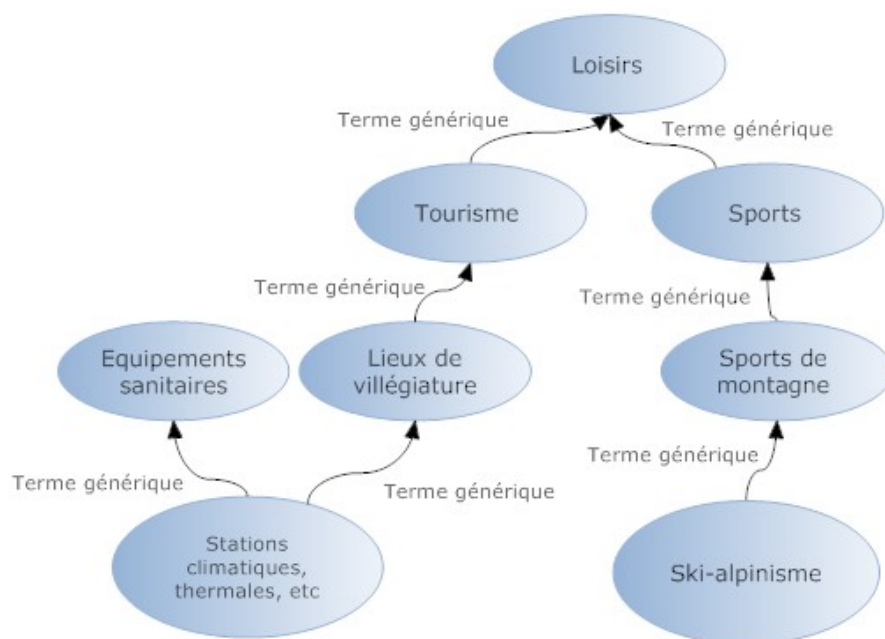 Loisirs
Terme générique
Terme générique
Tourisme
Sports
Terme générique
Terme générique
Equipements
sanitaires
Lieux de
villégiature
Sports de
montagne
Terme générique
Terme générique
Terme générique
Stations
climatiques,
thermales, etc
Ski-alpinisme